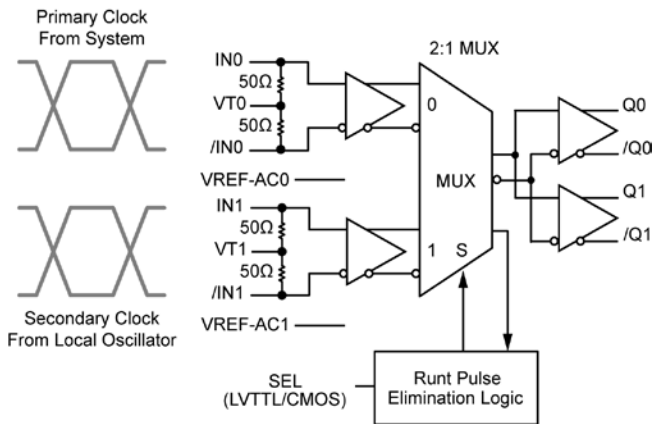 Primary Clock
From System
IN0
50Ω
VT0
50Ω
/IN0
VREF-AC0
IN1
50Ω
VT1
50Ω
/IN1
VREF-AC1
Secondary Clock
From Local Oscillator
2:1 MUX
0
MUX
1
S
Q0
/Q0
Q1
/Q1
SEL
(LVTTL/CMOS)
Runt Pulse
Elimination Logic